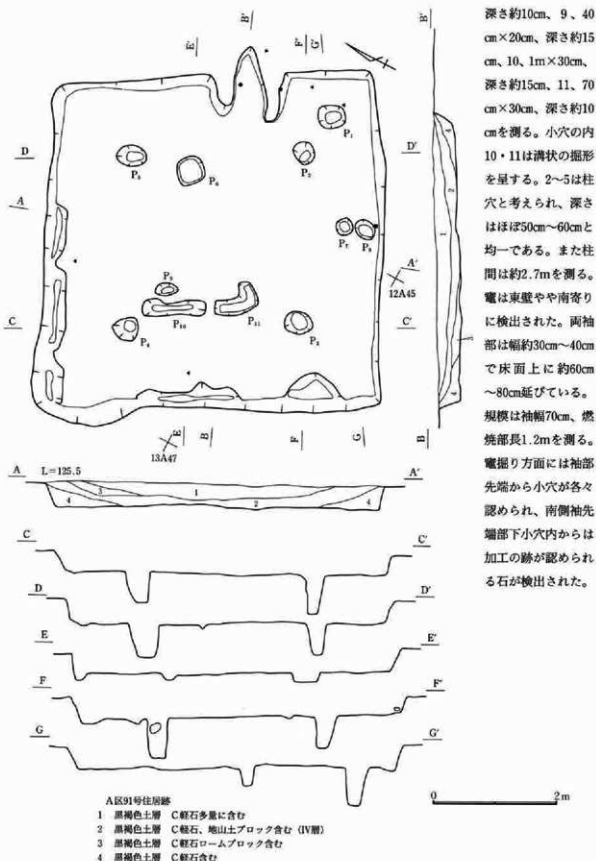 深さ約10cm、9、40
cm×20cm、深さ約15
cm、10、1m×30cm、
深さ約15cm、11、70
cm×30cm、深さ約10
cmを測る。小穴の内
10・11は溝状の掘形
を呈する。2～5は柱
穴と考えられ、深さ
はほぼ50cm～60cmと
均一である。また柱
間は約2.7mを測る。
竃は東壁やや南寄り
に検出された。両袖
部は幅約30cm～40cm
で床面上に約60cm
～80cm延びている。
規模は袖幅70cm、燃
焼部長1.2mを測る。
竃掘り方面には袖部
先端から小穴が各々
認められ、南側袖先
端部下小穴内からは
加工の跡が認められ
る石が検出された。
B'
E'
F'
G'
B'
P₁
D
D'
P₅
P₆
P₂
A
P₇
P₈
A'
12A45
P₉
P₁₀
P₁₁
C
C'
P₄
P₃
E
B
F
G
B
13A47
1
2
3
4
4
A L=125.5 A'
4 3 1 2 4
C C'
D D'
E E'
F F'
G G'
0 2m
A区91号住居跡
1 黒褐色土層 C軽石多量に含む
2 黒褐色土層 C軽石、地山土ブロック含む (IV層)
3 黒褐色土層 C軽石ロームブロック含む
4 黒褐色土層 C軽石含む